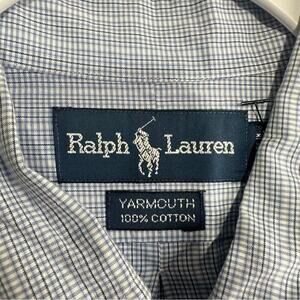 Ralph Lauren
YARMOUTH
100% COTTON